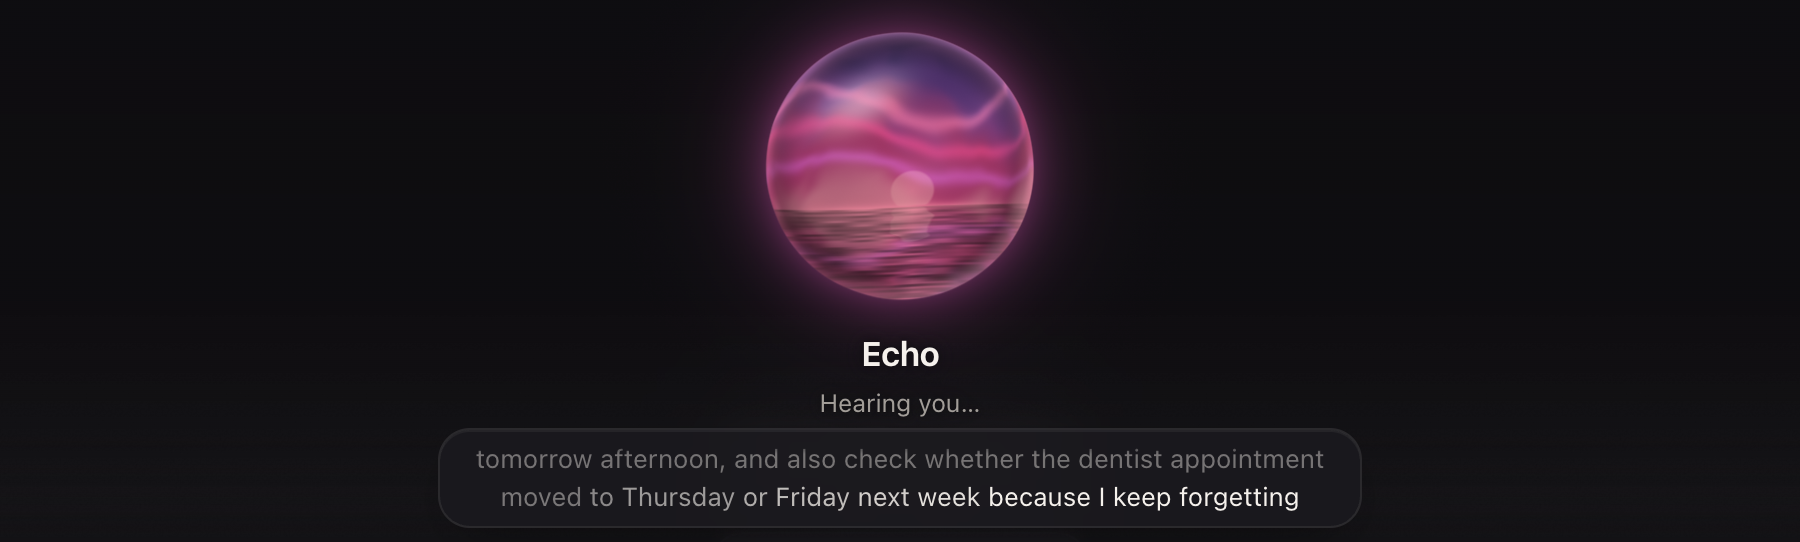 Echo
Hearing you...
tomorrow afternoon, and also check whether the dentist appointment
moved to Thursday or Friday next week because I keep forgetting